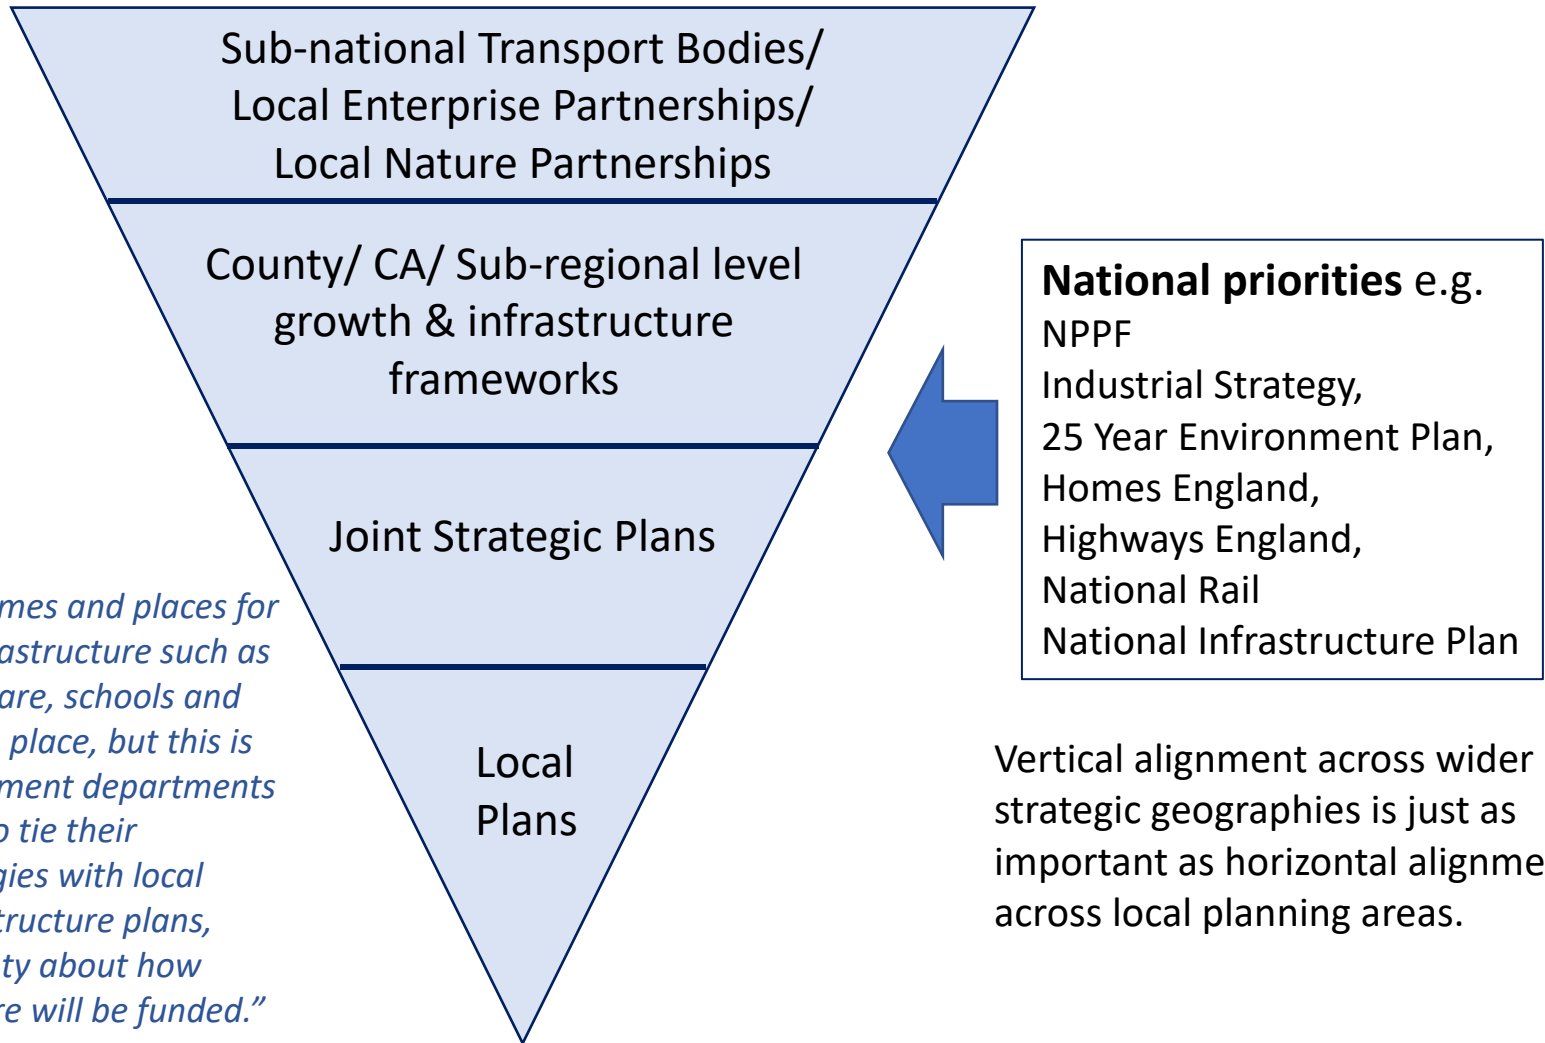 Sub-national Transport Bodies/
Local Enterprise Partnerships/
Local Nature Partnerships
County/ CA/ Sub-regional level
growth & infrastructure
frameworks
Joint Strategic Plans
Local
Plans
National priorities e.g.
NPPF
Industrial Strategy,
25 Year Environment Plan,
Homes England,
Highways England,
National Rail
National Infrastructure Plan
Vertical alignment across wider
strategic geographies is just as
important as horizontal alignme
across local planning areas.
mes and places for
rastructure such as
are, schools and
place, but this is
ment departments
o tie their
gies with local
tructure plans,
ty about how
re will be funded.”